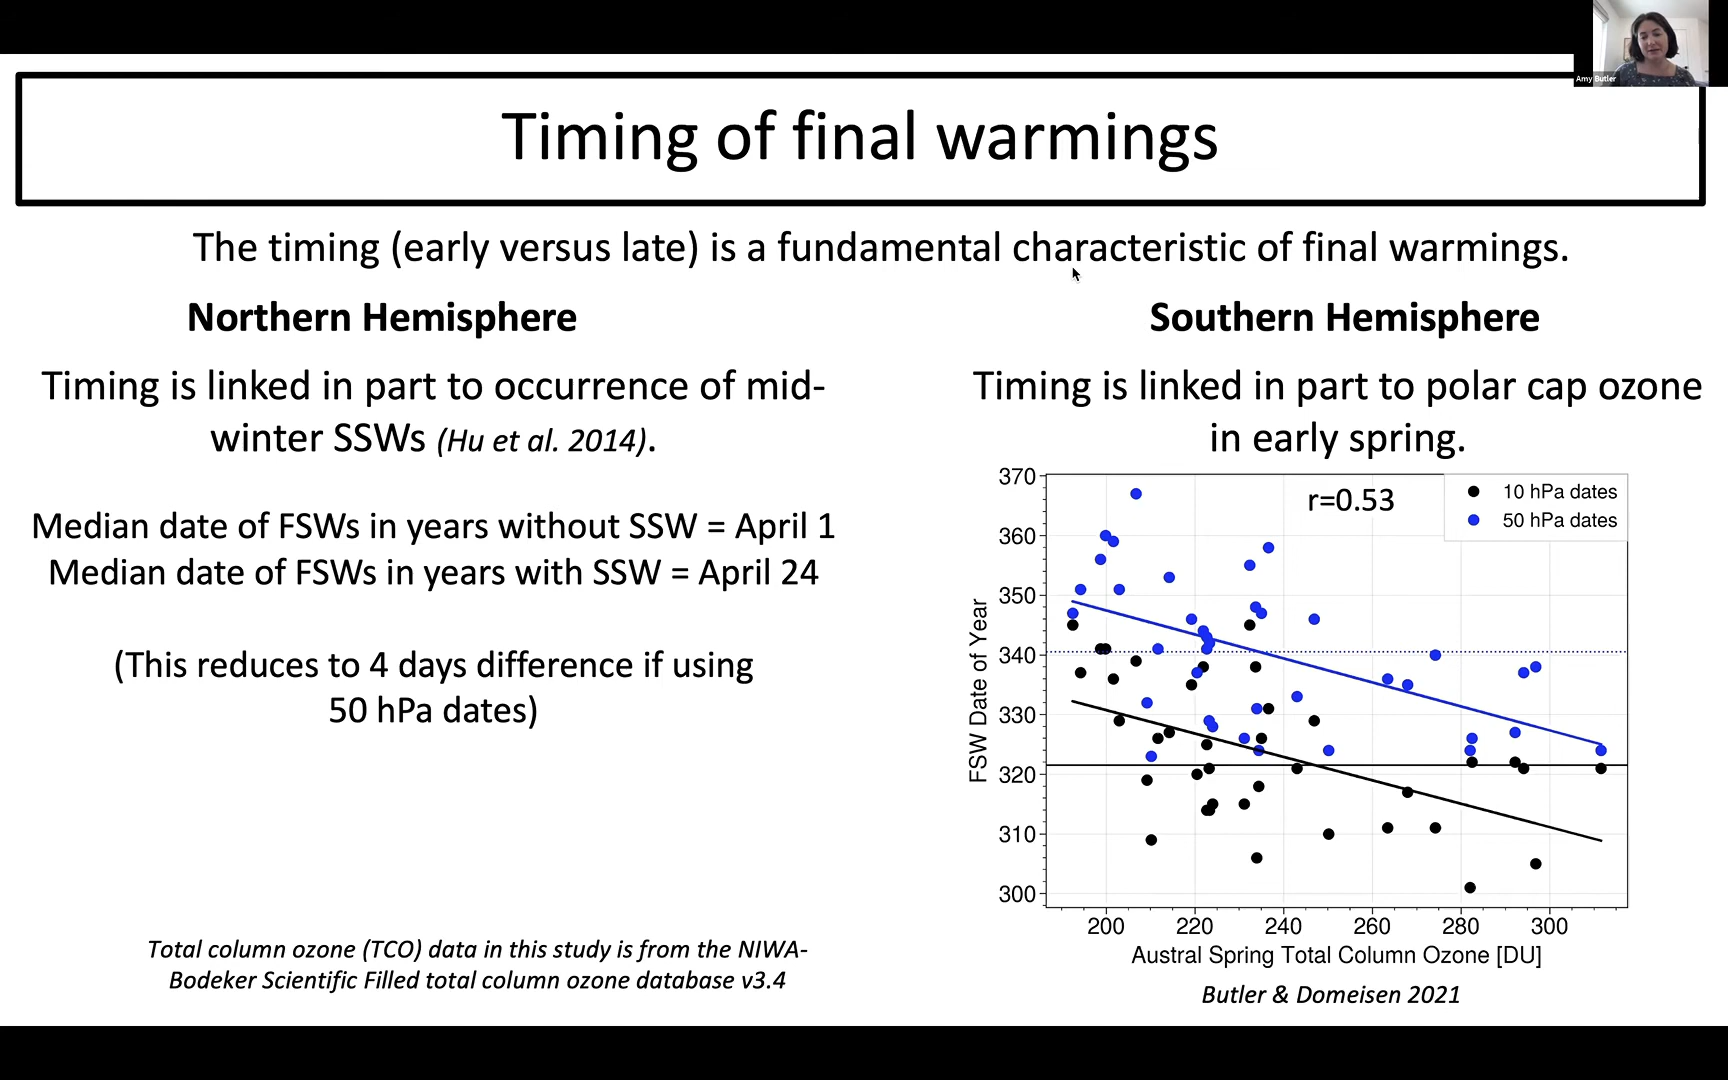 Amy Butler
Timing of final warmings
The timing (early versus late) is a fundamental characteristic of final warmings.
Northern Hemisphere
Timing is linked in part to occurrence of mid-
winter SSWs (Hu et al. 2014).
Median date of FSWs in years without SSW = April 1
Median date of FSWs in years with SSW = April 24
(This reduces to 4 days difference if using
50 hPa dates)
Total column ozone (TCO) data in this study is from the NIWA-
Bodeker Scientific Filled total column ozone database v3.4
Southern Hemisphere
Timing is linked in part to polar cap ozone
in early spring.
r=0.53
10 hPa dates
50 hPa dates
FSW Date of Year
370
360
350
340
330
320
310
300
200 220 240 260 280 300
Austral Spring Total Column Ozone [DU]
Butler & Domeisen 2021